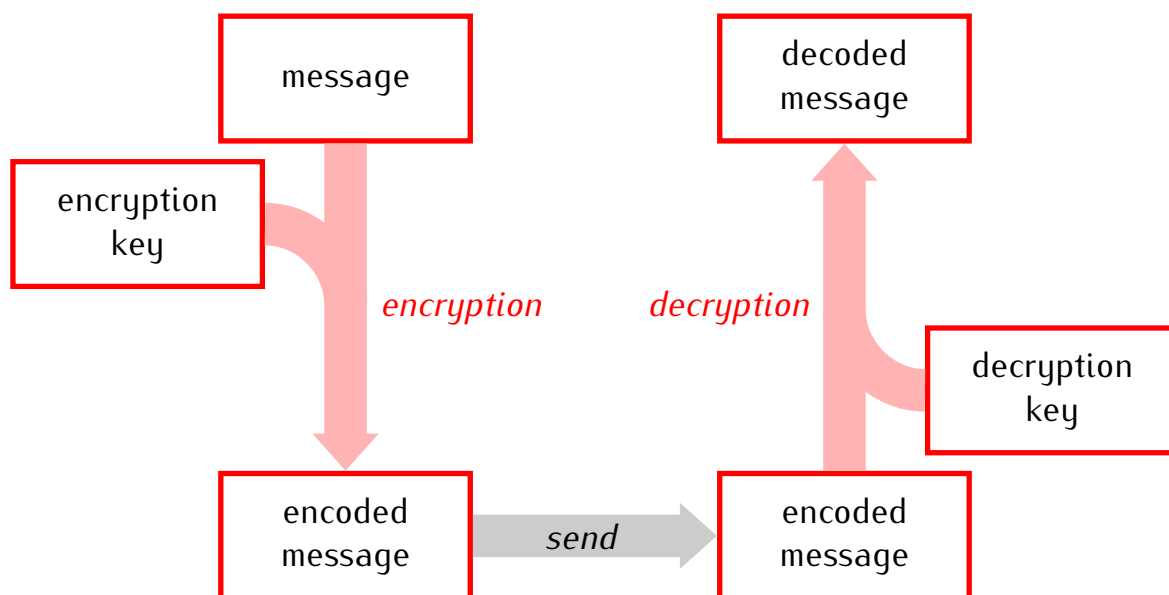 message
decoded
message
encryption
key
encryption
decryption
decryption
key
encoded
message
send
encoded
message